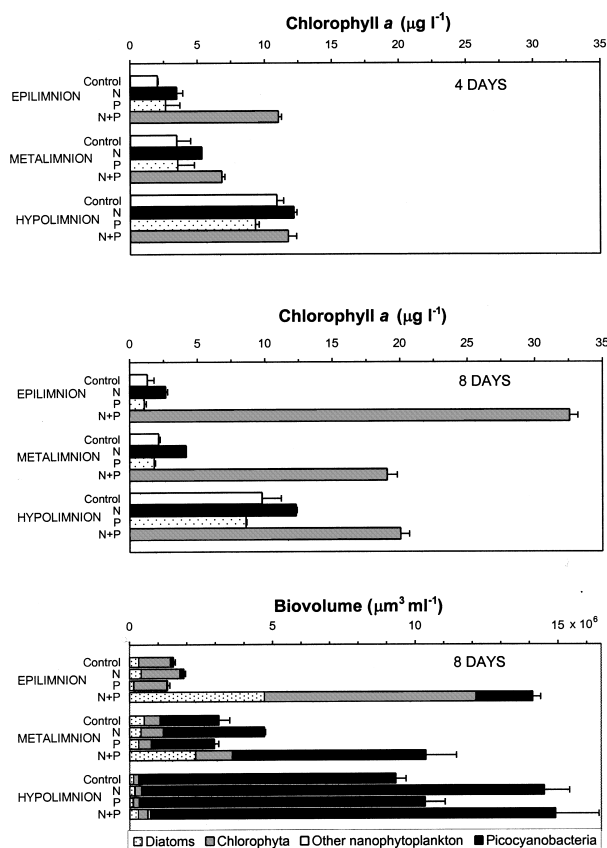 Chlorophyll a (µg l-1)
0 5 10 15 20 25 30 35
4 DAYS
EPILIMNION
Control
N
P
N+P
METALIMNION
Control
N
P
N+P
HYPOLIMNION
Control
N
P
N+P
Chlorophyll a (µg l-1)
0 5 10 15 20 25 30 35
8 DAYS
EPILIMNION
Control
N
P
N+P
METALIMNION
Control
N
P
N+P
HYPOLIMNION
Control
N
P
N+P
Biovolume (µm3 ml-1)
0 5 10 15 x 10 6
8 DAYS
EPILIMNION
Control
N
P
N+P
METALIMNION
Control
N
P
N+P
HYPOLIMNION
Control
N
P
N+P
Diatoms Chlorophyta Other nanophytoplankton Picocyanobacteria